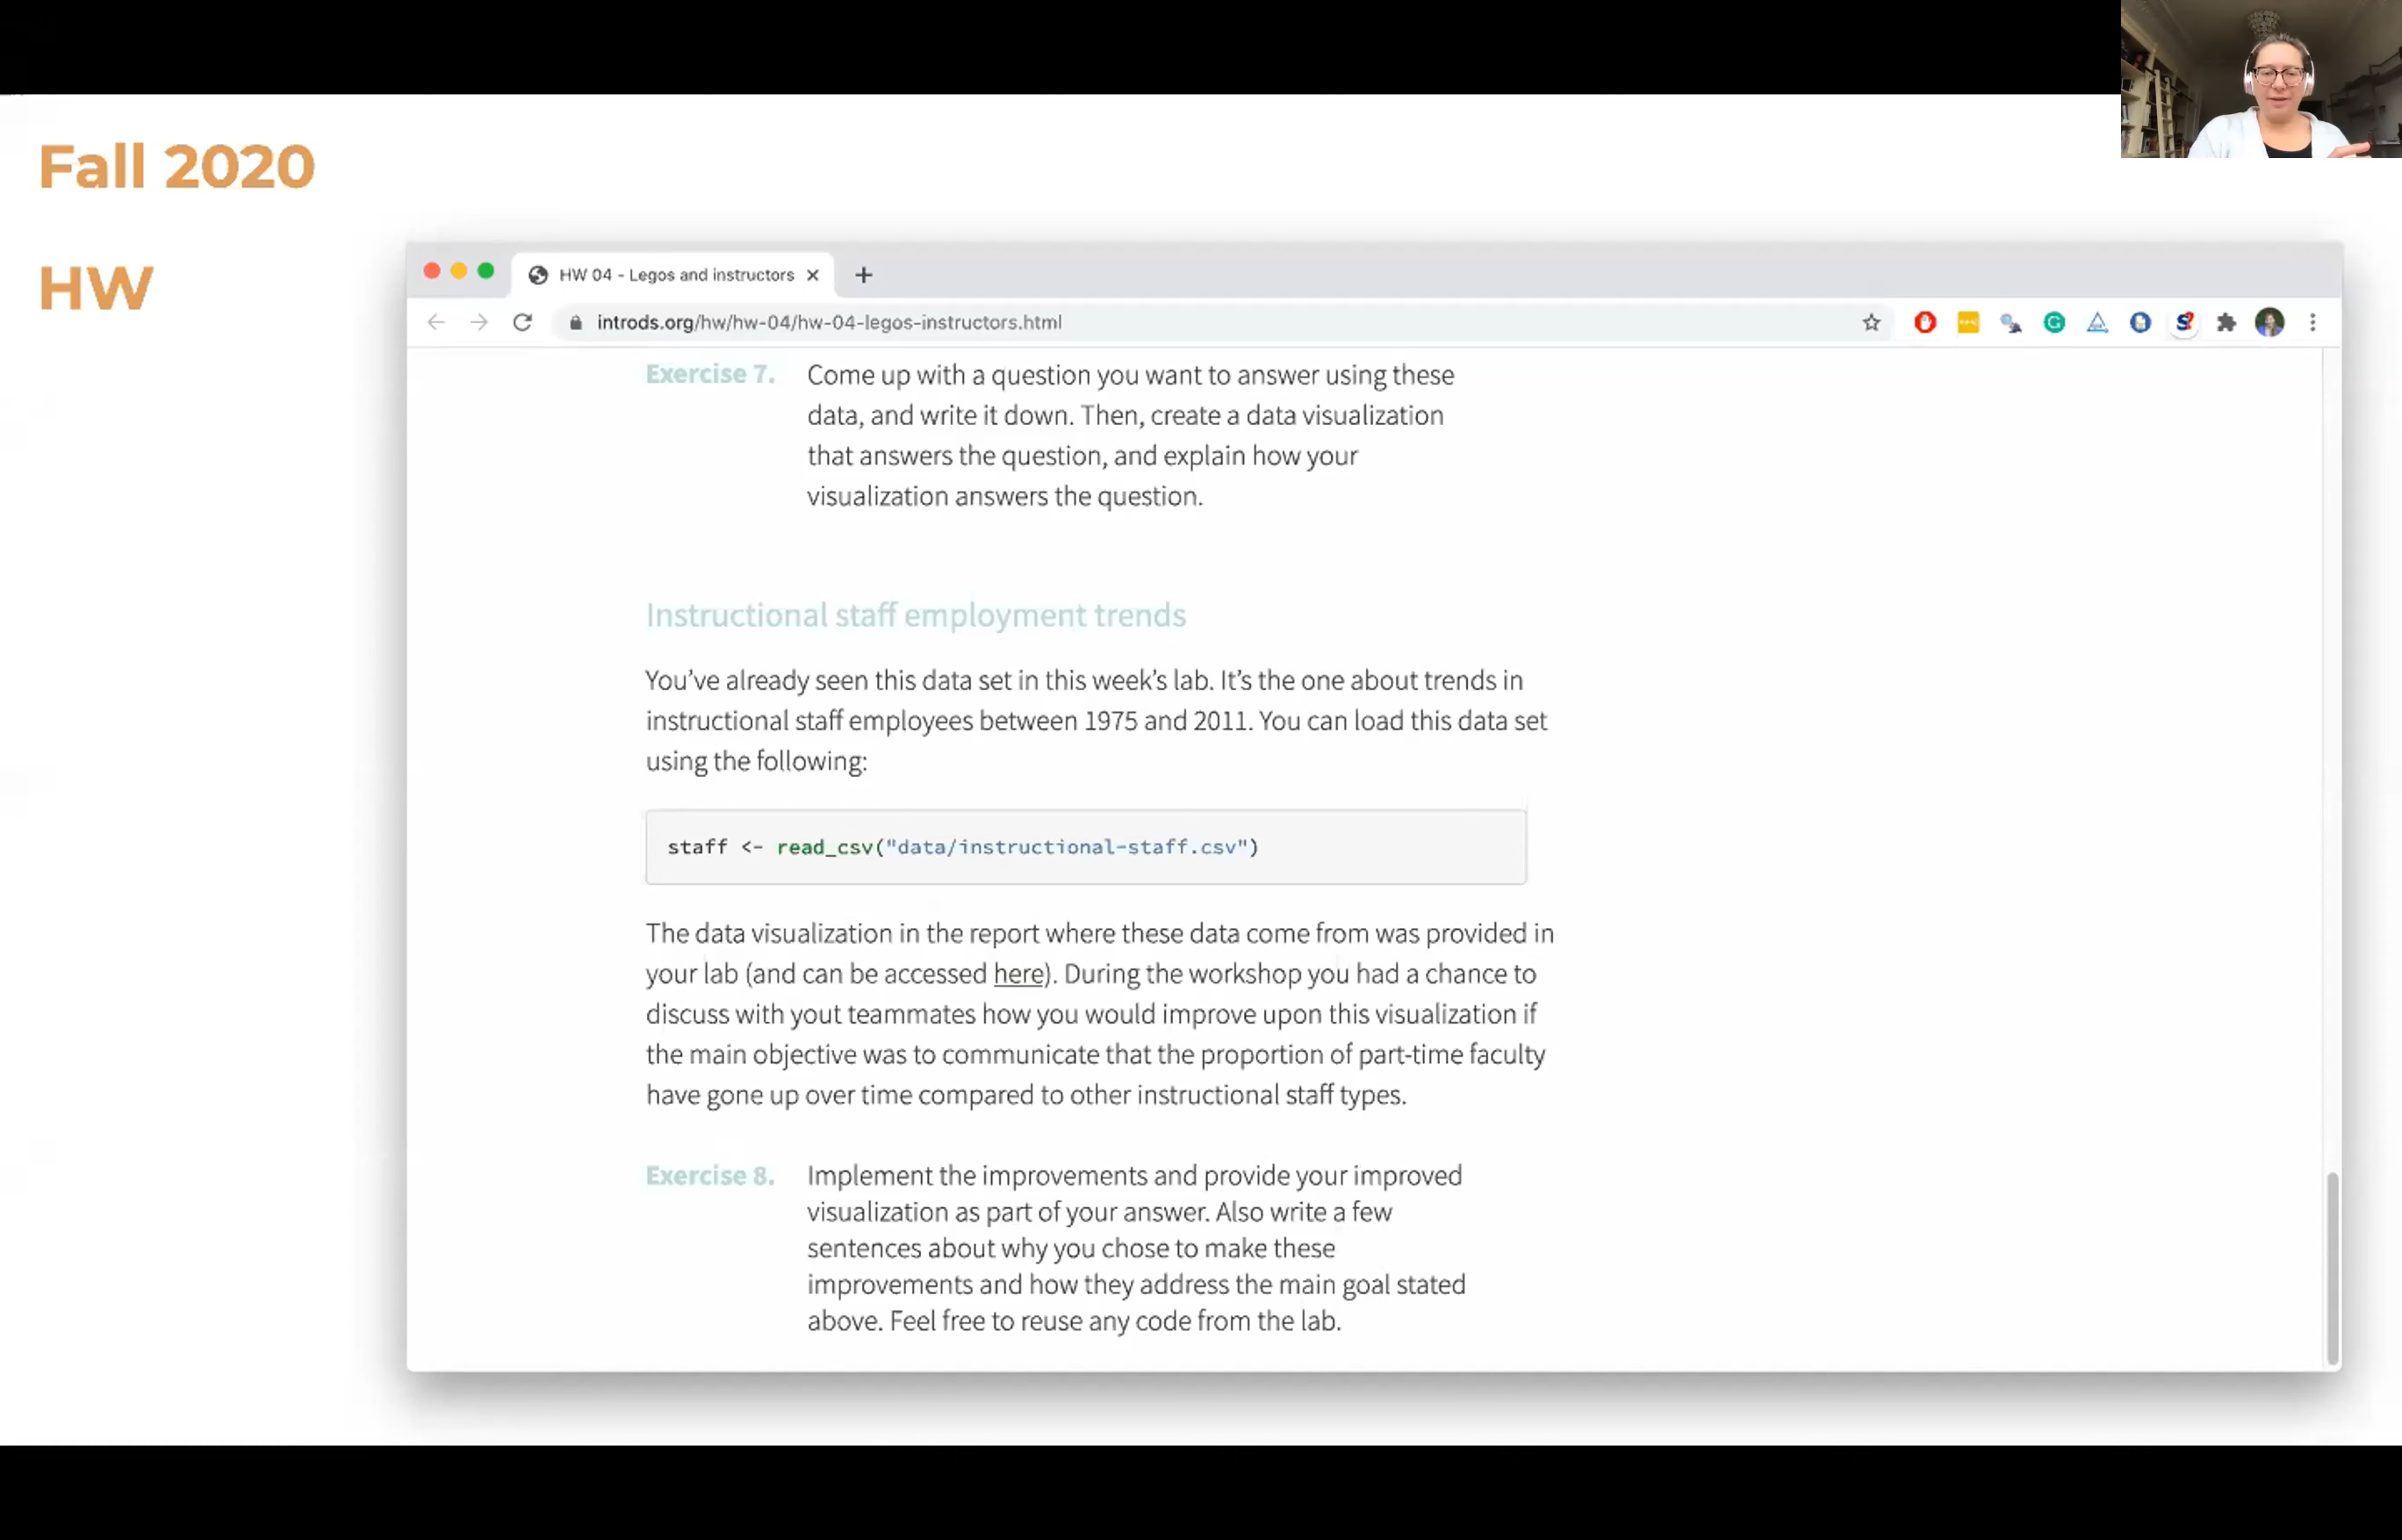 Fall 2020
HW
HW 04 - Legos and instructors
introds.org/hw/hw-04/hw-04-legos-instructors.html
Exercise 7. Come up with a question you want to answer using these
data, and write it down. Then, create a data visualization
that answers the question, and explain how your
visualization answers the question.
Instructional staff employment trends
You've already seen this data set in this week's lab. It's the one about trends in
instructional staff employees between 1975 and 2011. You can load this data set
using the following:
staff <- read_csv("data/instructional-staff.csv")
The data visualization in the report where these data come from was provided in
your lab (and can be accessed here). During the workshop you had a chance to
discuss with yout teammates how you would improve upon this visualization if
the main objective was to communicate that the proportion of part-time faculty
have gone up over time compared to other instructional staff types.
Exercise 8. Implement the improvements and provide your improved
visualization as part of your answer. Also write a few
sentences about why you chose to make these
improvements and how they address the main goal stated
above. Feel free to reuse any code from the lab.